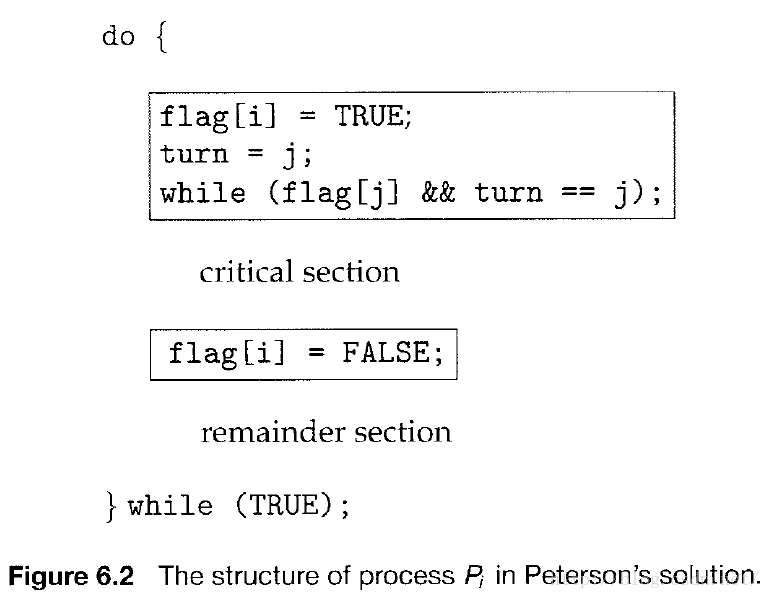 do {
flag[i] = TRUE;
turn = j;
while (flag[j] && turn == j);
critical section
flag[i] = FALSE;
remainder section
} while (TRUE);
Figure 6.2 The structure of process Pi in Peterson's solution.